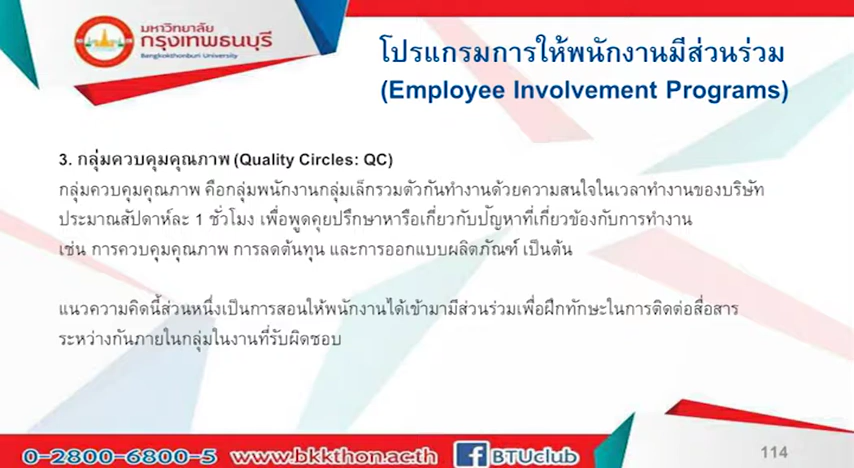 มหาวิทยาลัย
กรุงเทพธนบุรี
Bangkokthonburi University
โปรแกรมการให้พนักงานมีส่วนร่วม
(Employee Involvement Programs)
3. กลุ่มควบคุมคุณภาพ (Quality Circles: QC)
กลุ่มควบคุมคุณภาพ คือกลุ่มพนักงานกลุ่มเล็กรวมตัวกันทำงานด้วยความสนใจในเวลาทำงานของบริษัท
ประมาณสัปดาห์ละ 1 ชั่วโมง เพื่อพูดคุยปรึกษาหารือเกี่ยวกับปัญหาที่เกี่ยวข้องกับการทำงาน
เช่น การควบคุมคุณภาพ การลดต้นทุน และการออกแบบผลิตภัณฑ์ เป็นต้น
แนวความคิดนี้ส่วนหนึ่งเป็นการสอนให้พนักงานได้เข้ามามีส่วนร่วมเพื่อฝึกทักษะในการติดต่อสื่อสาร
ระหว่างกันภายในกลุ่มในงานที่รับผิดชอบ
0-2800-6800-5 www.bkkthon.ac.th BTUclub
114